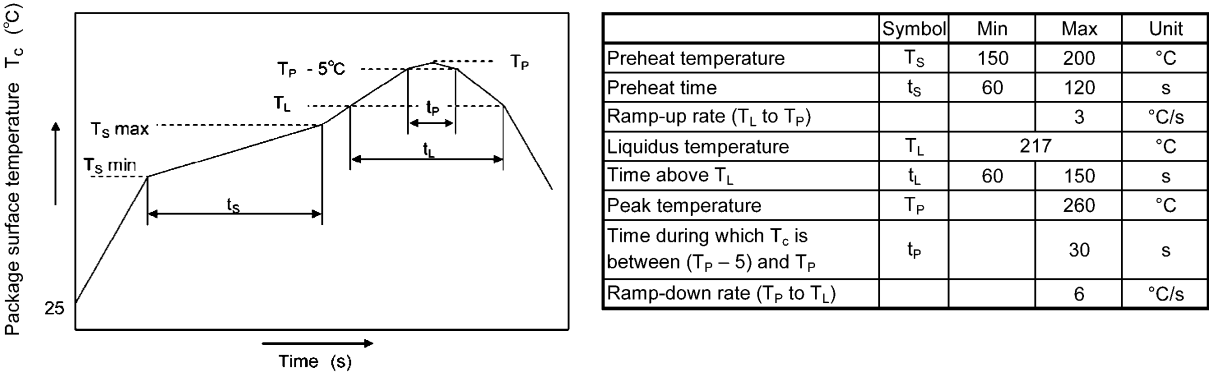 Package surface temperature Tc (°C)
TP - 5°C
TP
TL
tP
TS max
tL
TS min
tS
25
Time (s)
Symbol Min Max Unit
Preheat temperature TS 150 200 °C
Preheat time tS 60 120 s
Ramp-up rate (TL to TP) 3 °C/s
Liquidus temperature TL 217 °C
Time above TL tL 60 150 s
Peak temperature TP 260 °C
Time during which Tc is
between (TP – 5) and TP tP 30 s
Ramp-down rate (TP to TL) 6 °C/s